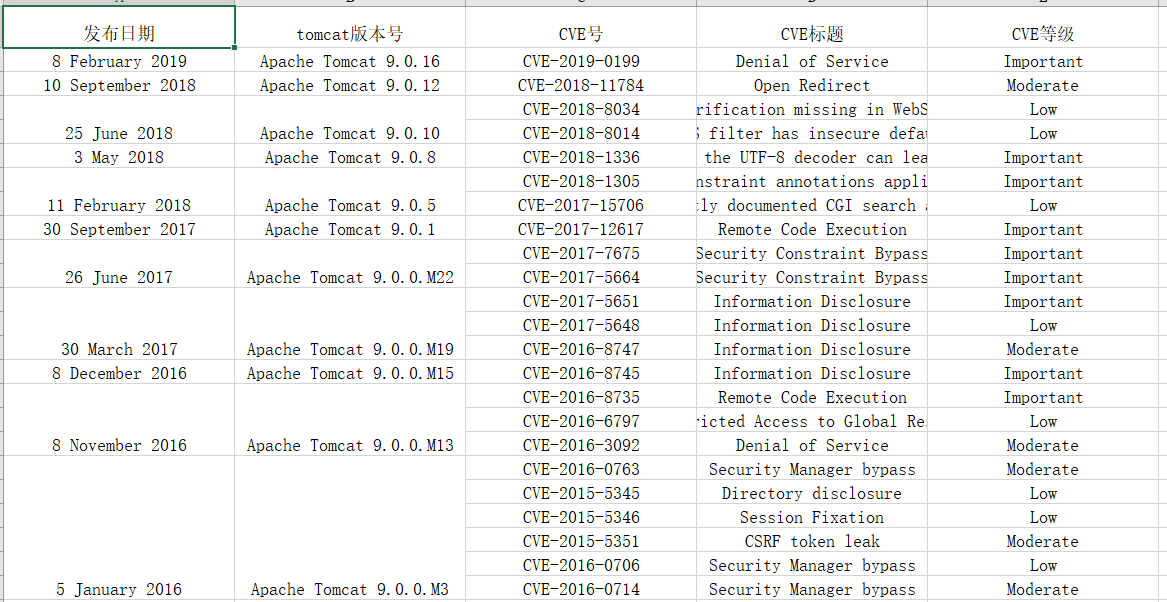 发布日期 tomcat版本号 CVE号 CVE标题 CVE等级
8 February 2019 Apache Tomcat 9.0.16 CVE-2019-0199 Denial of Service Important
10 September 2018 Apache Tomcat 9.0.12 CVE-2018-11784 Open Redirect Moderate
CVE-2018-8034 missing in Low
25 June 2018 Apache Tomcat 9.0.10 CVE-2018-8014 filter has insecure Low
3 May 2018 Apache Tomcat 9.0.8 CVE-2018-1336 the UTF-8 decoder can Important
CVE-2018-1305 annotations Important
11 February 2018 Apache Tomcat 9.0.5 CVE-2017-15706 documented CGI search Low
30 September 2017 Apache Tomcat 9.0.1 CVE-2017-12617 Remote Code Execution Important
CVE-2017-7675 Security Constraint Bypass Important
26 June 2017 Apache Tomcat 9.0.0.M22 CVE-2017-5664 Security Constraint Bypass Important
CVE-2017-5651 Information Disclosure Important
CVE-2017-5648 Information Disclosure Low
30 March 2017 Apache Tomcat 9.0.0.M19 CVE-2016-8747 Information Disclosure Moderate
8 December 2016 Apache Tomcat 9.0.0.M15 CVE-2016-8745 Information Disclosure Important
CVE-2016-8735 Remote Code Execution Important
CVE-2016-6797 Access to Global Low
8 November 2016 Apache Tomcat 9.0.0.M13 CVE-2016-3092 Denial of Service Moderate
CVE-2016-0763 Security Manager bypass Moderate
CVE-2015-5345 Directory disclosure Low
CVE-2015-5346 Session Fixation Low
CVE-2015-5351 CSRF token leak Moderate
CVE-2016-0706 Security Manager bypass Low
5 January 2016 Apache Tomcat 9.0.0.M3 CVE-2016-0714 Security Manager bypass Moderate